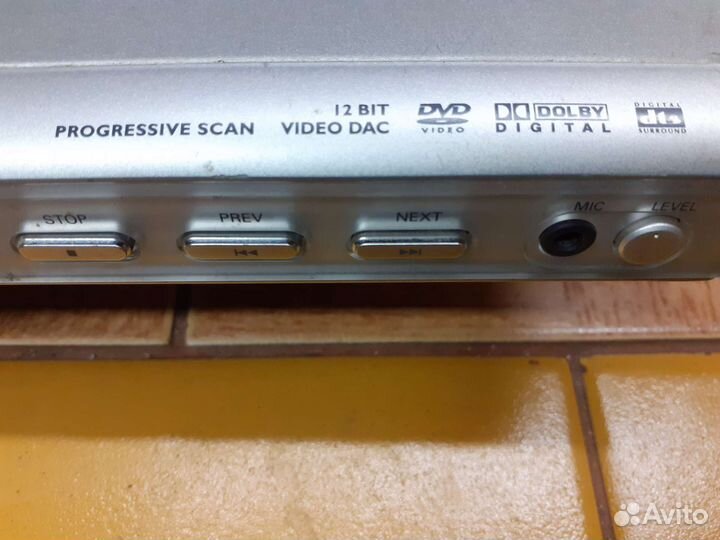 PROGRESSIVE SCAN
12 BIT
VIDEO DAC
DVD
VIDEO
DOLBY
DIGITAL
DIGITAL
dts
SURROUND
STOP
PREV
NEXT
MIC
LEVEL
Avito